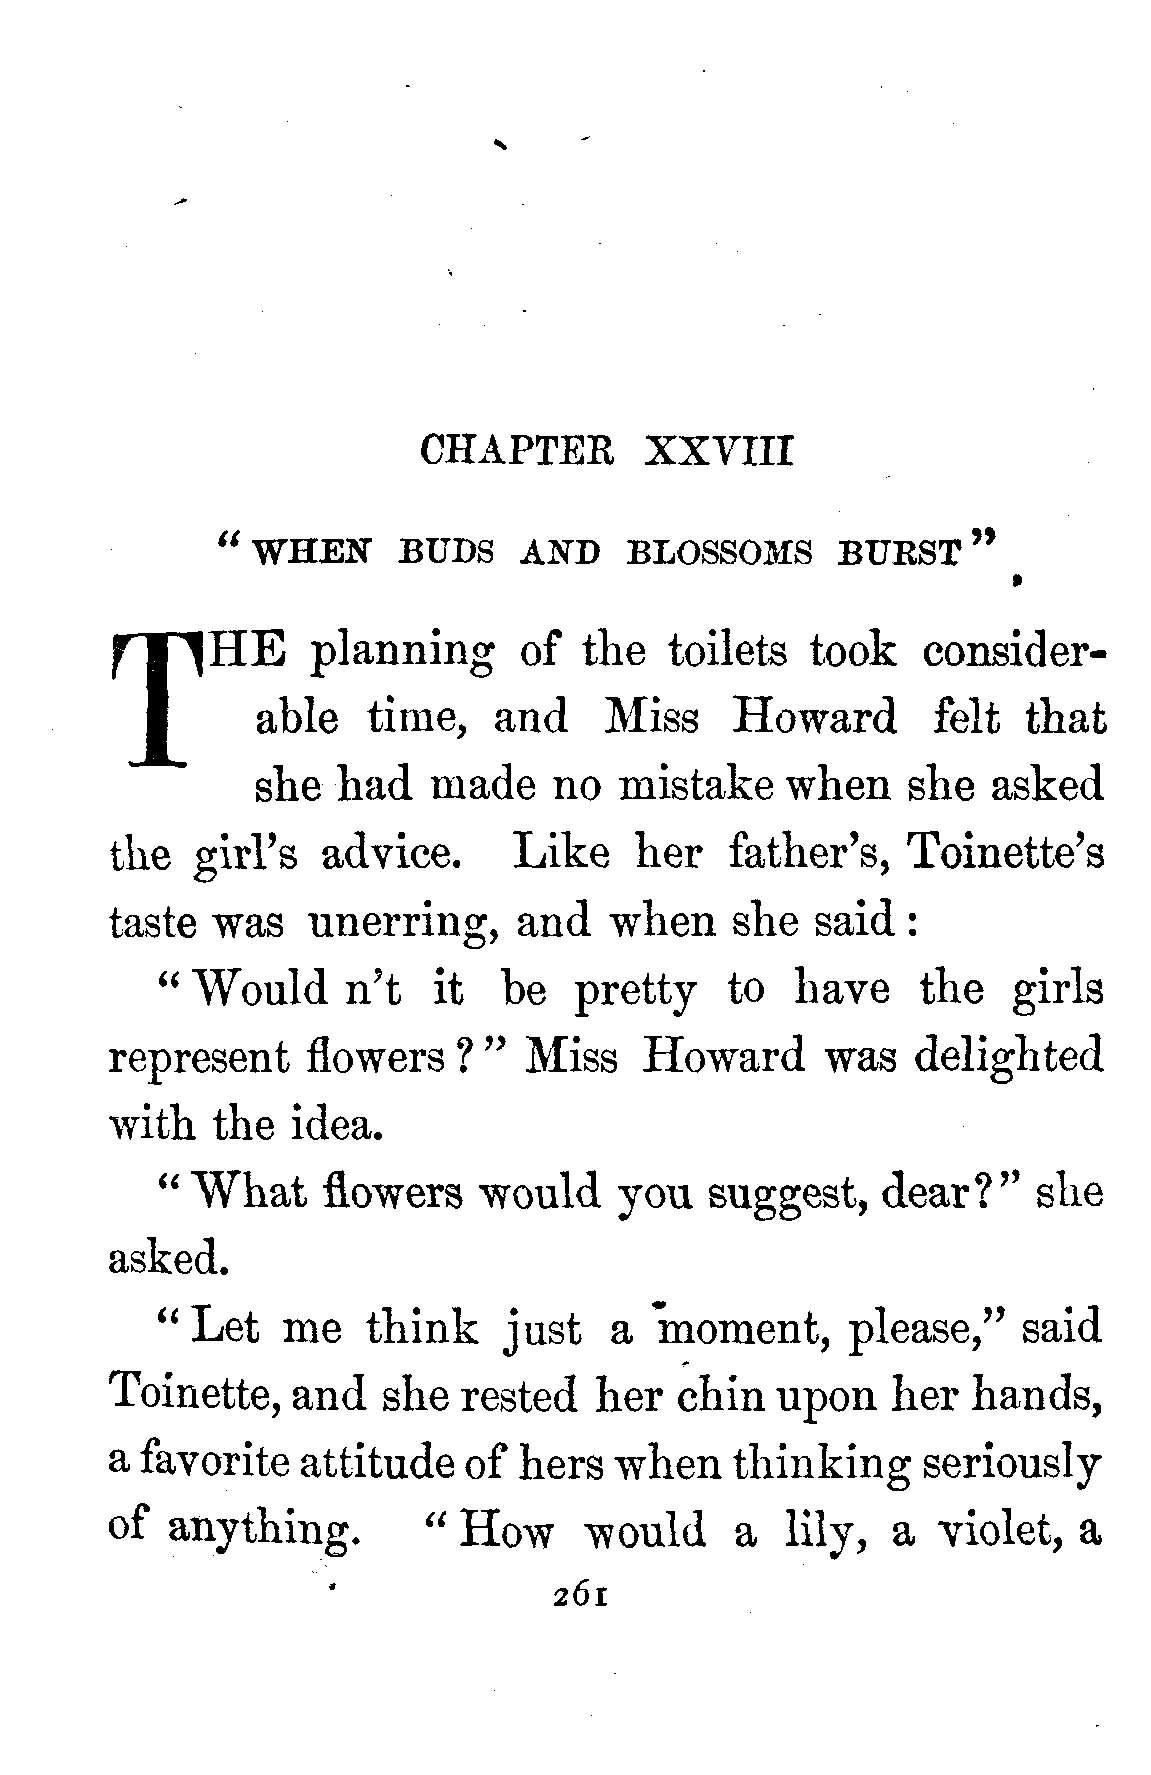 CHAPTER XXVIII
"WHEN BUDS AND BLOSSOMS BURST"
THE planning of the toilets took consider-
able time, and Miss Howard felt that
she had made no mistake when she asked
the girl's advice. Like her father's, Toinette's
taste was unerring, and when she said:
"Would n't it be pretty to have the girls
represent flowers?" Miss Howard was delighted
with the idea.
"What flowers would you suggest, dear?" she
asked.
"Let me think just a moment, please," said
Toinette, and she rested her chin upon her hands,
a favorite attitude of hers when thinking seriously
of anything. "How would a lily, a violet, a
261